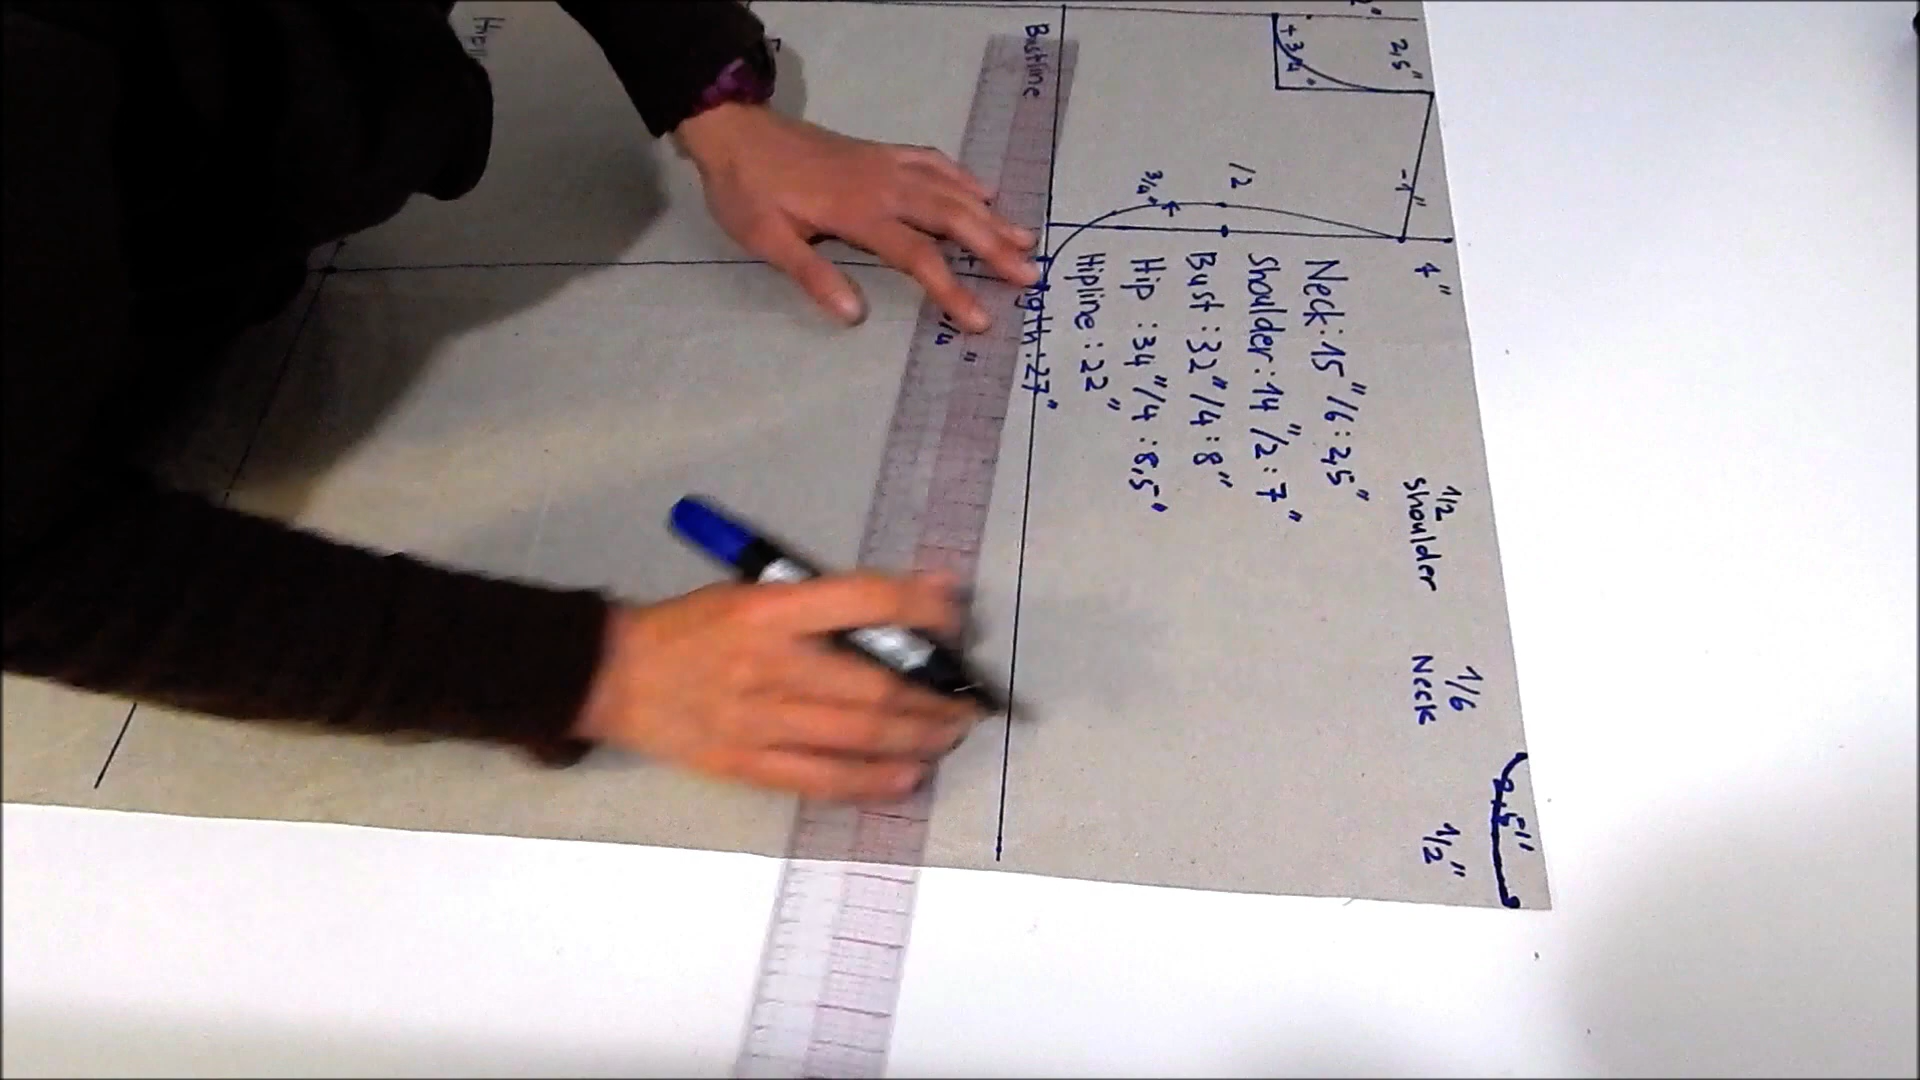 2,5"
+ 3/4"
-1"
1/2
3/4"
4"
Bustline
Neck: 15"/6: 2,5"
Shoulder: 14"/2: 7"
Bust: 32"/4: 8"
Hip: 34"/4: 8,5"
Hipline: 22"
27"
1/2
shoulder
1/6
Neck
2,5"
1/2"